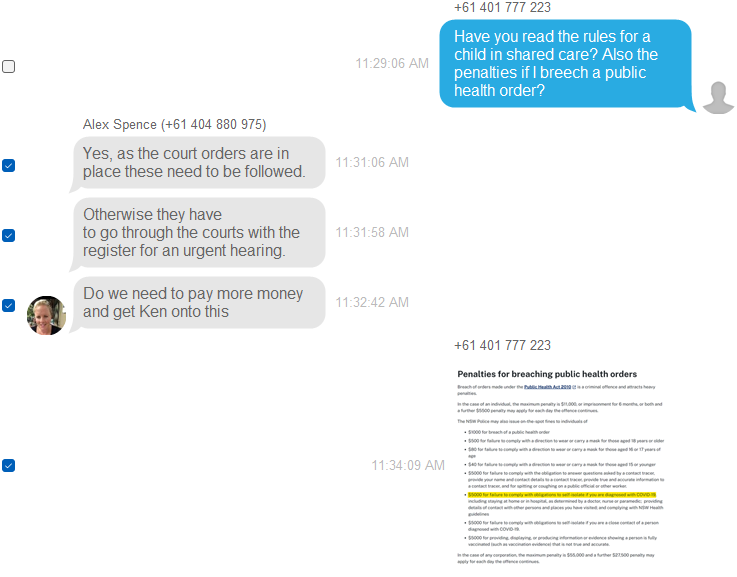 +61 401 777 223
Have you read the rules for a
child in shared care? Also the
penalties if I breech a public
health order?
11:29:06 AM
Alex Spence (+61 404 880 975)
Yes, as the court orders are in
place these need to be followed.
11:31:06 AM
Otherwise they have
to go through the courts with the
register for an urgent hearing.
11:31:58 AM
Do we need to pay more money
and get Ken onto this
11:32:42 AM
+61 401 777 223
11:34:09 AM
Penalties for breaching public health orders
Breach of orders made under the Public Health Act 2010 is a criminal offence and attracts heavy
penalties.
In the case of an individual, the maximum penalty is $11,000, or imprisonment for 6 months, or both and
a further $5500 penalty may apply for each day the offence continues.
The NSW Police may also issue on-the-spot fines to individuals of
• $1000 for breach of a public health order
• $500 for failure to comply with a direction to wear or carry a mask for those aged 18 years or older
• $80 for failure to comply with a direction to wear or carry a mask for those aged 16 or 17 years of
age
• $40 for failure to comply with a direction to wear or carry a mask for those aged 15 or younger
• $5000 for failure to comply with the obligation to answer questions asked by a contact tracer,
provide your name and contact details to a contact tracer, provide true and accurate information to
a contact tracer, and for spitting or coughing on a public official or other worker.
• $5000 for failure to comply with obligations to self-isolate if you are diagnosed with COVID-19,
including staying at home or in hospital, as determined by a doctor, nurse or paramedic; providing
details of contact with other persons and places you have visited; and complying with NSW Health
guidelines
• $5000 for failure to comply with obligations to self-isolate if you are a close contact of a person
diagnosed with COVID-19.
• $5000 for providing, displaying, or producing information or evidence showing a person is fully
vaccinated (such as vaccination evidence) that is not true and accurate.
In the case of any corporation, the maximum penalty is $55,000 and a further $27,500 penalty may
apply for each day the offence continues.